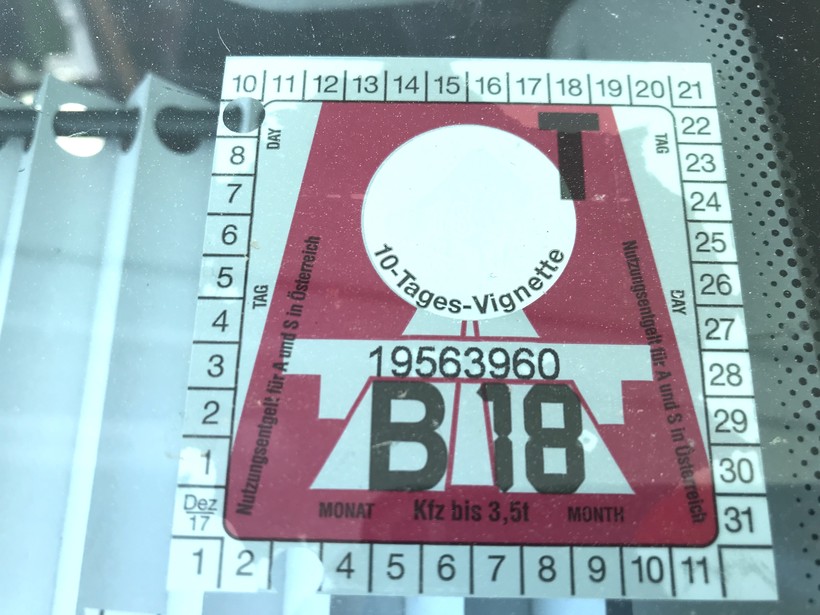 10 11 12 13 14 15 16 17 18 19 20 21
DAY
T
TAG
22
8
23
7
24
6
25
5
26
4
27
3
28
2
29
1
30
Dez
17
31
TAG
DAY
10-Tages-Vignette
Nutzungsentgelt für A und S in Österreich
Nutzungsentgelt für A und S in Österreich
19563960
B 18
MONAT Kfz bis 3,5t MONTH
1 2 4 5 6 7 8 9 10 11